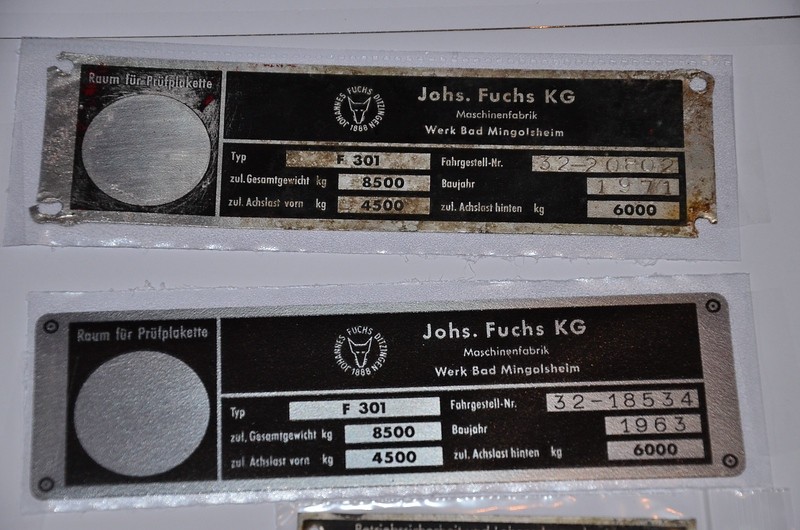 Raum für Prüfplakette
JOHANNES FUCHS DITZINGEN 1888
Johs. Fuchs KG
Maschinenfabrik
Werk Bad Mingolsheim
Typ F 301 Fahrgestell-Nr. 32-20802
zul. Gesamtgewicht kg 8500 Baujahr 1971
zul. Achslast vorn kg 4500 zul. Achslast hinten kg 6000
Raum für Prüfplakette
JOHANNES FUCHS DITZINGEN 1888
Johs. Fuchs KG
Maschinenfabrik
Werk Bad Mingolsheim
Typ F 301 Fahrgestell-Nr. 32-18534
zul. Gesamtgewicht kg 8500 Baujahr 1963
zul. Achslast vorn kg 4500 zul. Achslast hinten kg 6000